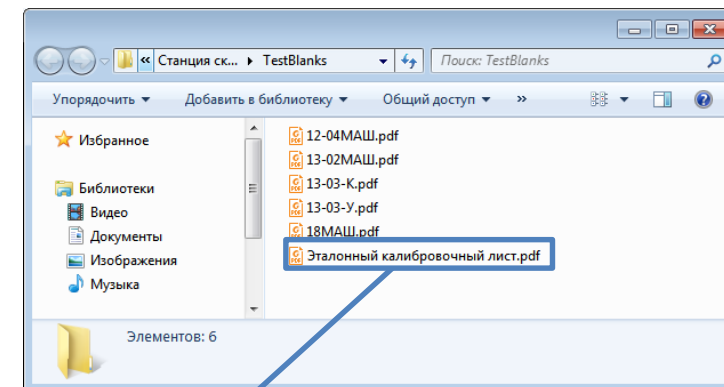 « Станция ск... TestBlanks Поиск: TestBlanks
Упорядочить Добавить в библиотеку Общий доступ »
Избранное
Библиотеки
Видео
Документы
Изображения
Музыка
12-04МАШ.pdf
13-02МАШ.pdf
13-03-К.pdf
13-03-У.pdf
18МАШ.pdf
Эталонный калибровочный лист.pdf
Элементов: 6